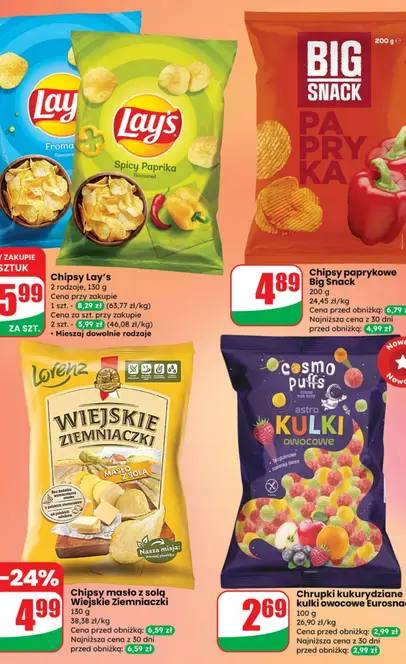 Lay's
Lay's
Spicy Paprika
flavoured
BIG
SNACK
200 g
PA
PRY
KA
PRZY ZAKUPIE
SZTUK
5.99
ZA SZT.
Chipsy Lay's
2 rodzaje, 130 g
Cena przy zakupie
1 szt. - 8,29 zł (63,77 zł/kg)
Cena za szt. przy zakupie
2 szt. - 5,99 zł (46,08 zł/kg)
• Mieszaj dowolnie rodzaje
4.89
Chipsy paprykowe
Big Snack
200 g
24,45 zł/kg
Cena przed obniżką: 6,79
Najniższa cena z 30 dni
przed obniżką: 4,99 zł
Lorenz
WIEJSKIE
ZIEMNIACZKI
MASŁO
Z SOLĄ
Nasza misja:
cosmo
puffs
astro
KULKI
owocowe
-24%
4.99
Chipsy masło z solą
Wiejskie Ziemniaczki
130 g
38,38 zł/kg
Cena przed obniżką: 6,59 zł
Najniższa cena z 30 dni
przed obniżką: 6,59 zł
2.69
Chrupki kukurydziane
kulki owocowe Eurosna
100 g
26,90 zł/kg
Cena przed obniżką: 2,99 zł
Najniższa cena z 30 dni
przed obniżką: 2,99 zł